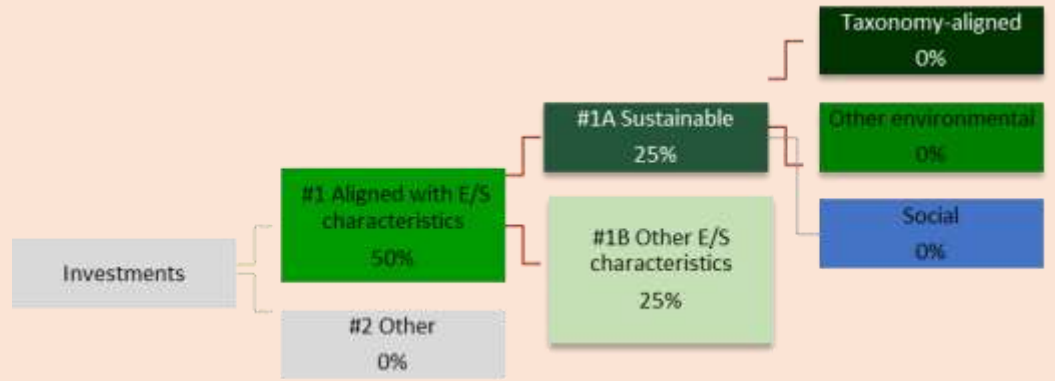 Investments
#1 Aligned with E/S
characteristics
50%
#2 Other
0%
#1A Sustainable
25%
#1B Other E/S
characteristics
25%
Taxonomy-aligned
0%
Other environmental
0%
Social
0%